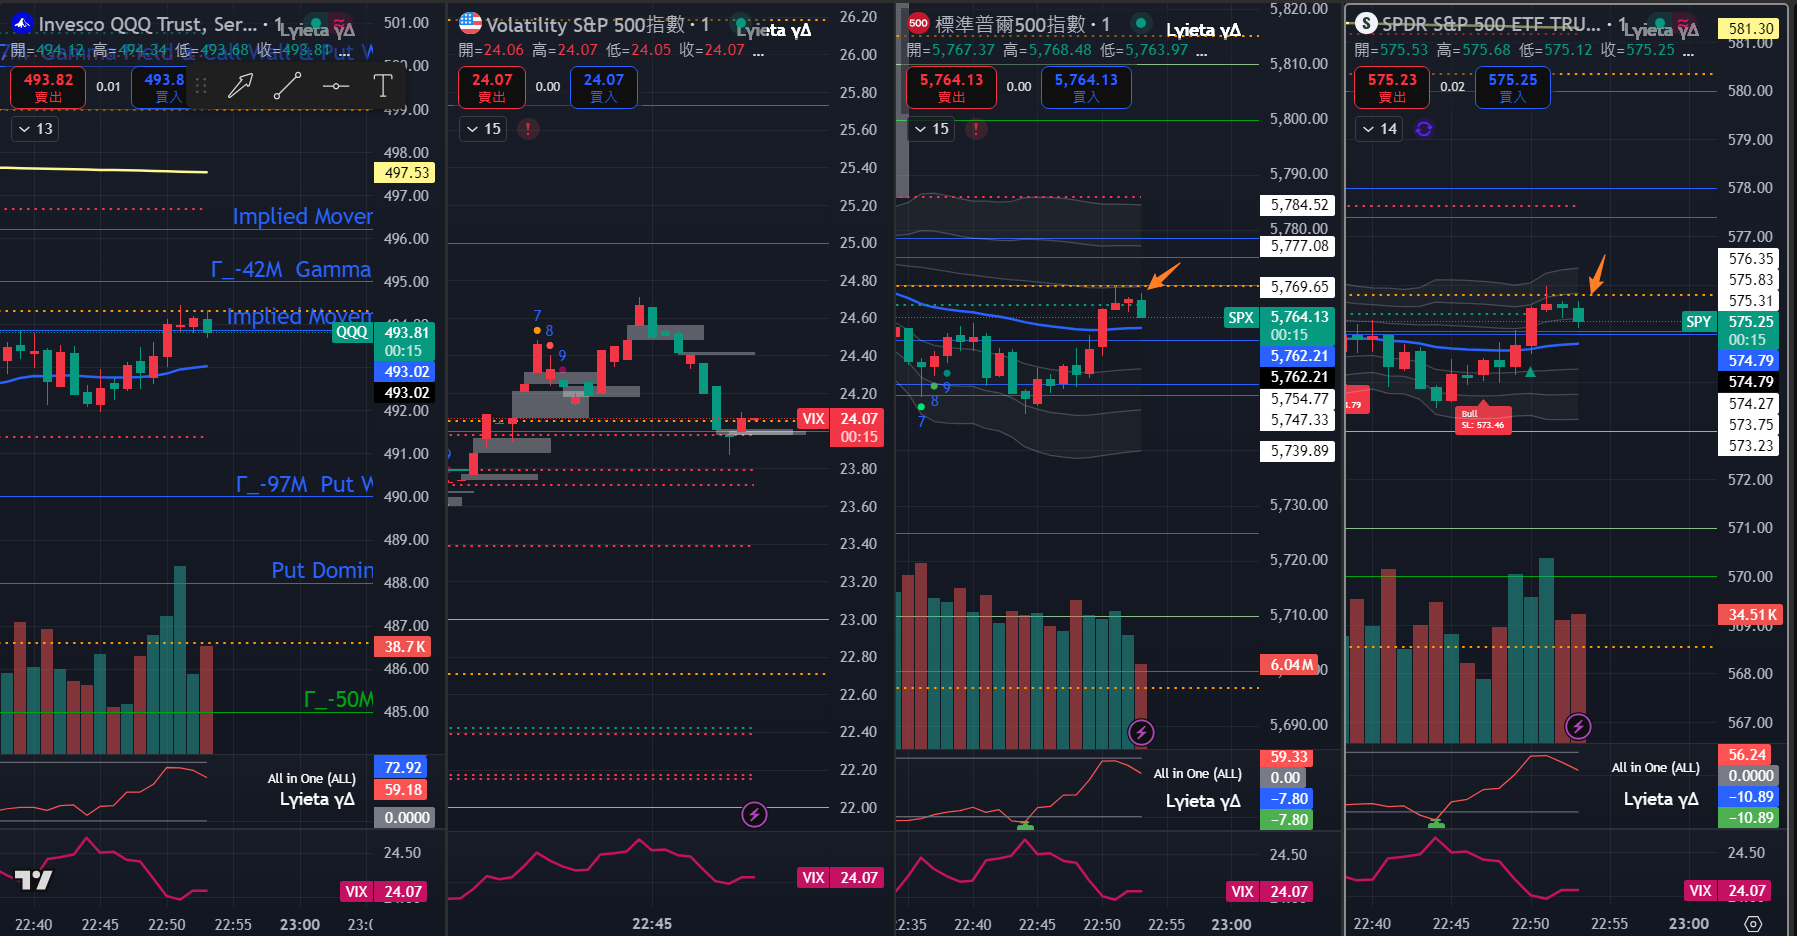 Invesco QQQ Trust, Ser... · 1
Lyieta γΔ
開=494.12 高=494.34 低=493.68 收=493.81 ...
493.82
賣出
0.01
493.8
買入
T
13
501.00
499.00
498.00
497.53
497.00
Implied Movem
496.00
Γ_-42M Gamma
495.00
Implied Movem
QQQ 493.81
00:15
493.02
493.02
492.00
491.00
Γ_-97M Put W
490.00
489.00
Put Domin
488.00
487.00
38.7K
486.00
Γ_-50M
485.00
72.92
All in One (ALL)
59.18
Lyieta γΔ
0.0000
24.50
VIX 24.07
22:40 22:45 22:50 22:55 23:00
Volatility S&P 500指數 · 1
Lyieta γΔ
開=24.06 高=24.07 低=24.05 收=24.07 ...
24.07
賣出
0.00
24.07
買入
15
!
26.20
26.00
25.80
25.60
25.40
25.20
25.00
24.80
24.60
24.40
24.20
VIX 24.07
00:15
23.80
23.60
23.40
23.20
23.00
22.80
22.60
22.40
22.20
22.00
7
8
9
9
VIX 24.07
22:45
500
標準普爾500指數 · 1
Lyieta γΔ
開=5,767.37 高=5,768.48 低=5,763.97 ...
5,764.13
賣出
0.00
5,764.13
買入
15
!
5,820.00
5,810.00
5,800.00
5,790.00
5,784.52
5,780.00
5,777.08
5,769.65
SPX 5,764.13
00:15
5,762.21
5,762.21
5,754.77
5,747.33
5,739.89
5,730.00
5,720.00
5,710.00
6.04M
5,690.00
7
8
9
59.33
All in One (ALL)
0.00
Lyieta γΔ
−7.80
−7.80
24.50
VIX 24.07
22:35 22:40 22:45 22:50 22:55 23:00
S
SPDR S&P 500 ETF TRU... · 1
Lyieta γΔ
開=575.53 高=575.68 低=575.12 收=575.25 ...
575.23
賣出
0.02
575.25
買入
14
581.30
581.00
580.00
579.00
578.00
577.00
576.35
575.83
575.31
SPY 575.25
00:15
574.79
574.79
574.27
573.75
573.23
572.00
571.00
570.00
34.51K
569.00
568.00
567.00
Bull
SL: 573.46
56.24
All in One (ALL)
0.0000
Lyieta γΔ
−10.89
−10.89
24.50
VIX 24.07
22:40 22:45 22:50 22:55 23:00